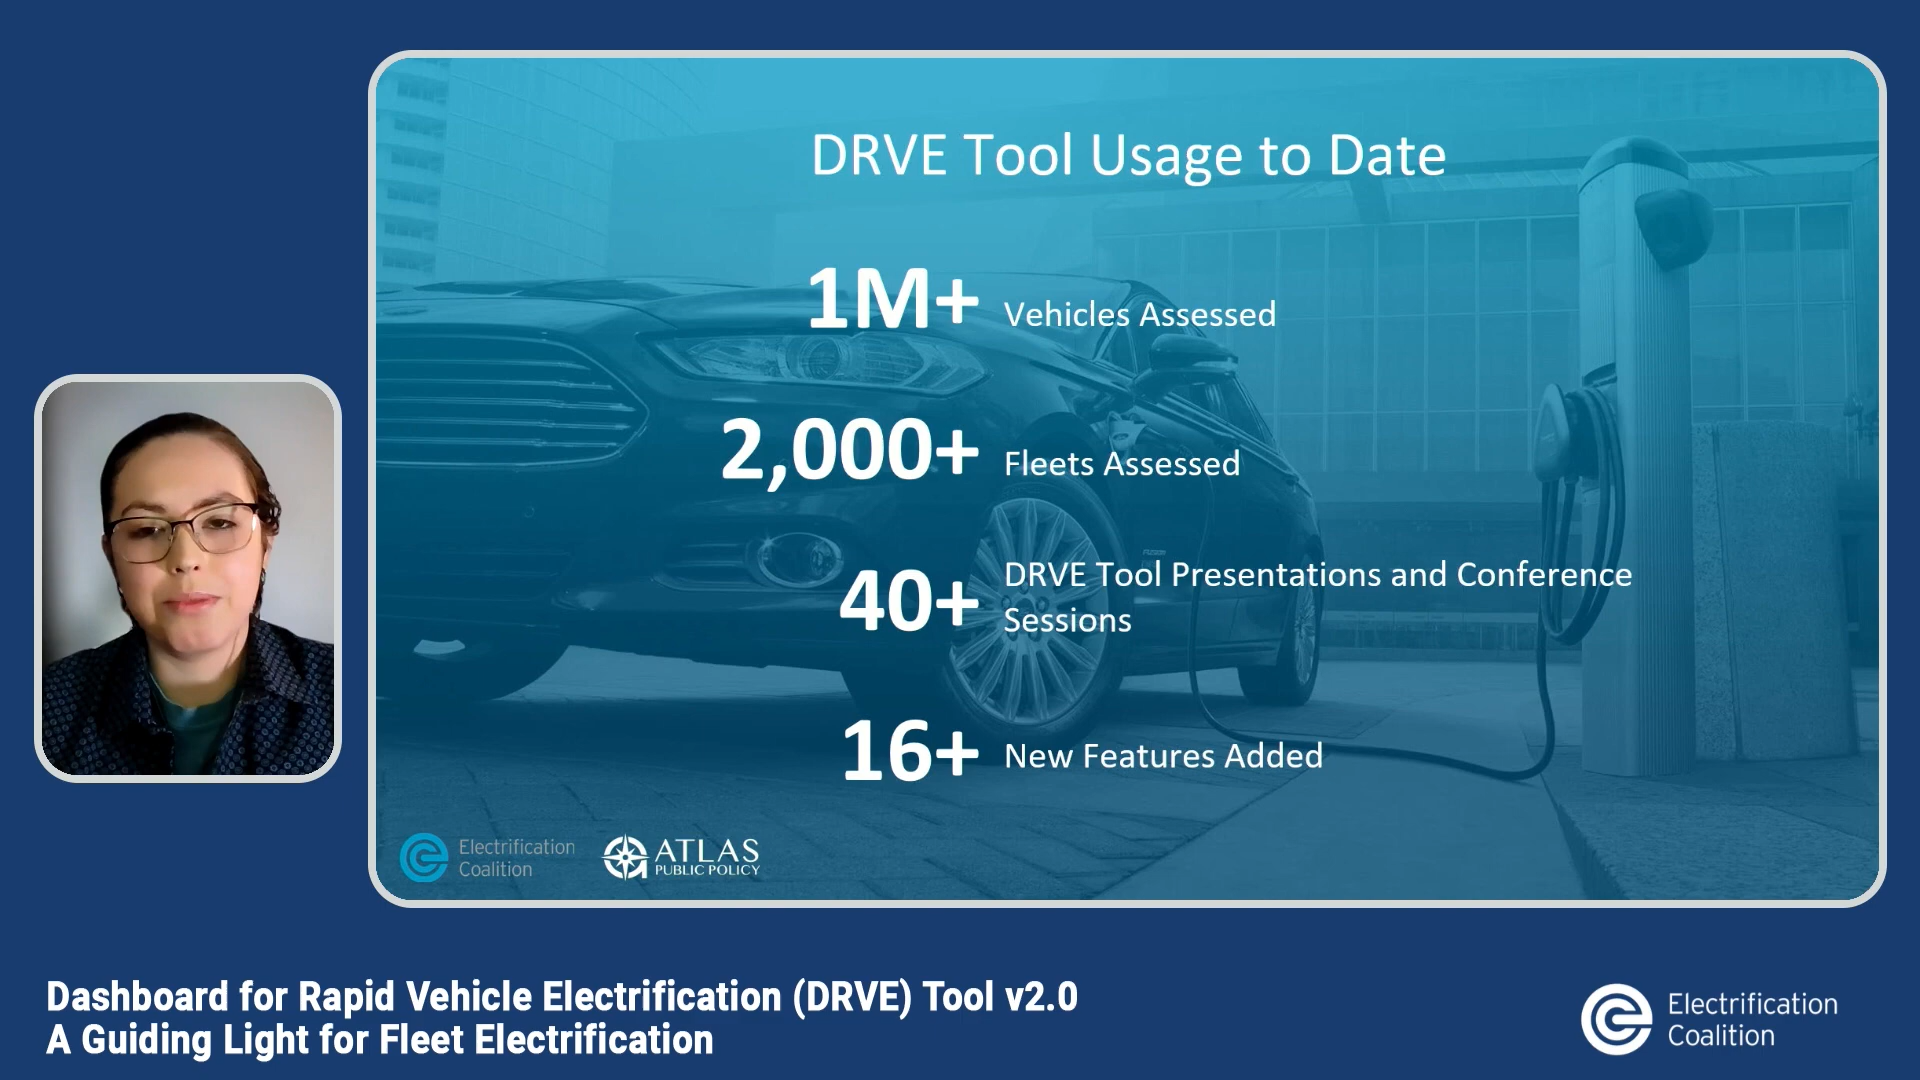 DRVE Tool Usage to Date
1M+ Vehicles Assessed
2,000+ Fleets Assessed
40+ DRVE Tool Presentations and Conference
Sessions
16+ New Features Added
Electrification
Coalition
ATLAS
PUBLIC POLICY
Dashboard for Rapid Vehicle Electrification (DRVE) Tool v2.0
A Guiding Light for Fleet Electrification
Electrification
Coalition